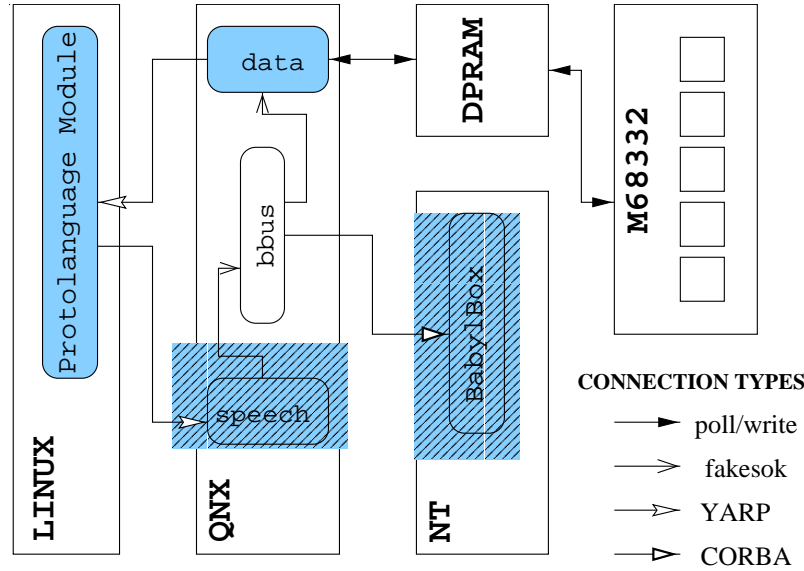 Protolanguage Module
LINUX
data
bbus
speech
QNX
DPRAM
BabylBox
NT
M68332
CONNECTION TYPES
poll/write
fakesok
YARP
CORBA